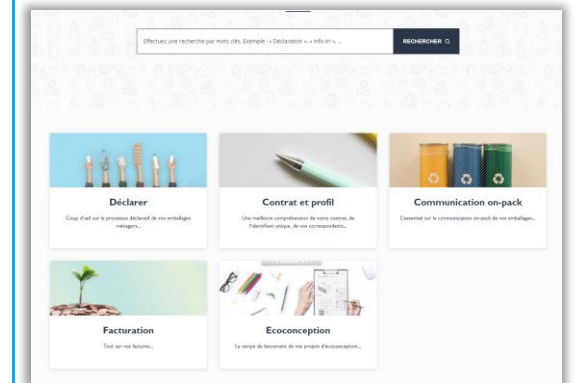 Effectuez une recherche par mots clés. Exemple : « Déclaration », « Info-tri », ...
RECHERCHER
Déclarer
Coup d'œil sur le processus déclaratif de vos emballages
ménagers...
Contrat et profil
Une meilleure compréhension de votre contrat, de
l'identifiant unique, de vos correspondants...
Communication on-pack
L'essentiel sur la communication on-pack de vos emballages...
Facturation
Tout sur vos factures...
Ecoconception
La rampe de lancement de vos projets d'écoconception...